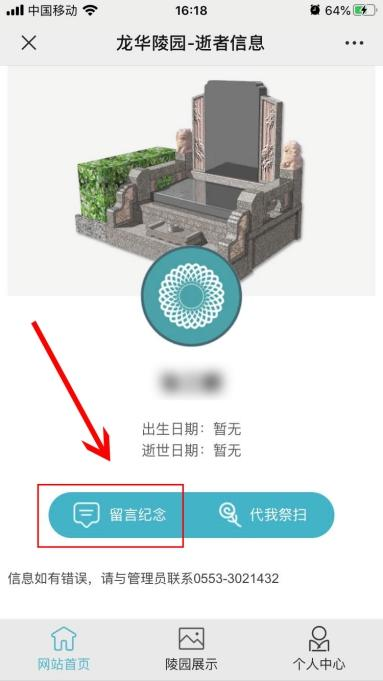 中国移动 16:18 64%
龙华陵园-逝者信息
出生日期：暂无
逝世日期：暂无
留言纪念 代我祭扫
信息如有错误，请与管理员联系0553-3021432
网站首页 陵园展示 个人中心